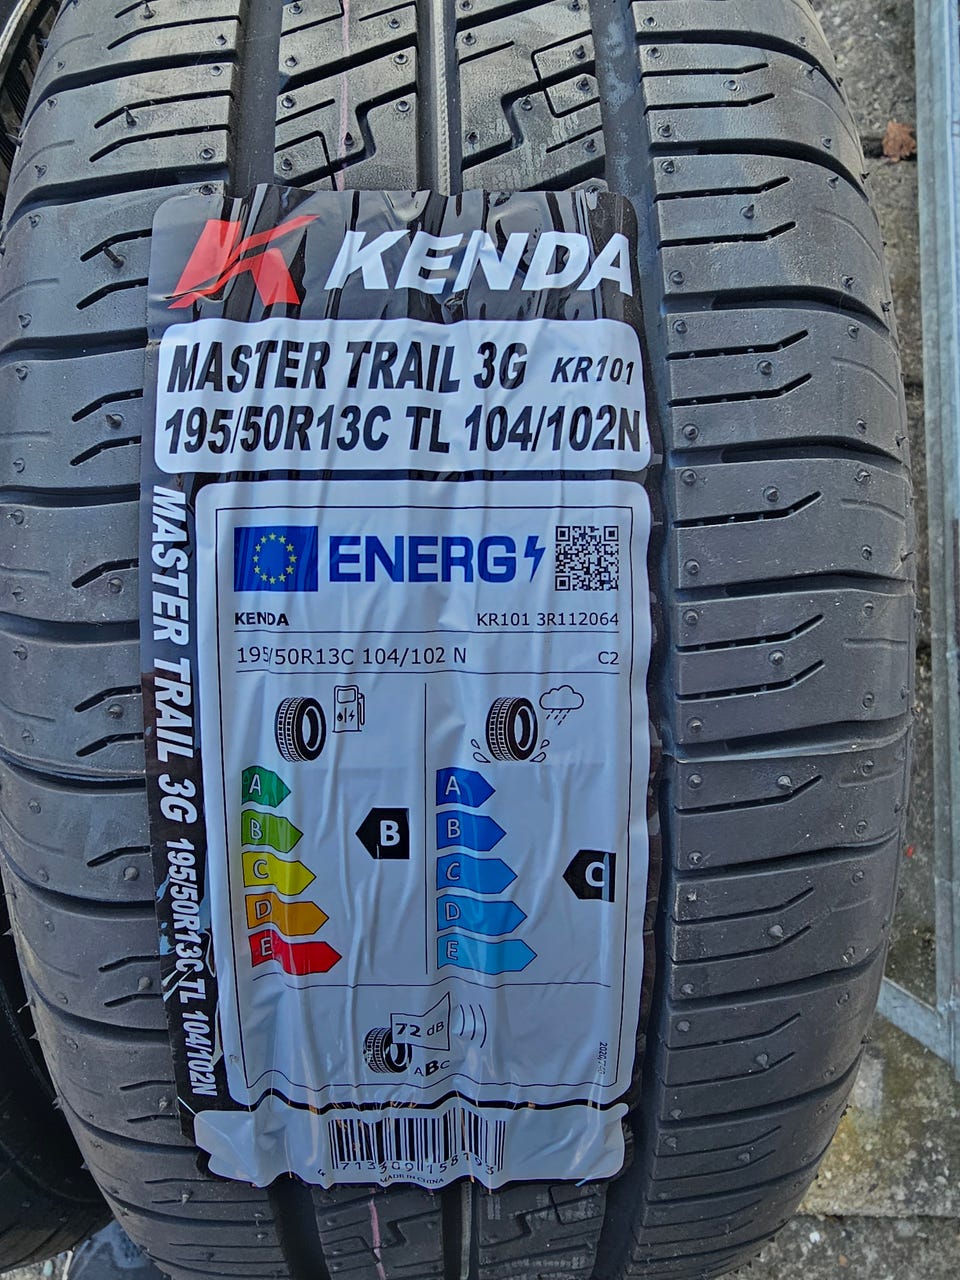 KENDA
MASTER TRAIL 3G KR101
195/50R13C TL 104/102N
MASTER TRAIL 3G 195/50R13C TL 104/102N
ENERG
KENDA KR101 3R112064
195/50R13C 104/102 N C2
A
B
C
D
E
B
A
B
C
D
E
C
72 dB
ABC
MADE IN CHINA